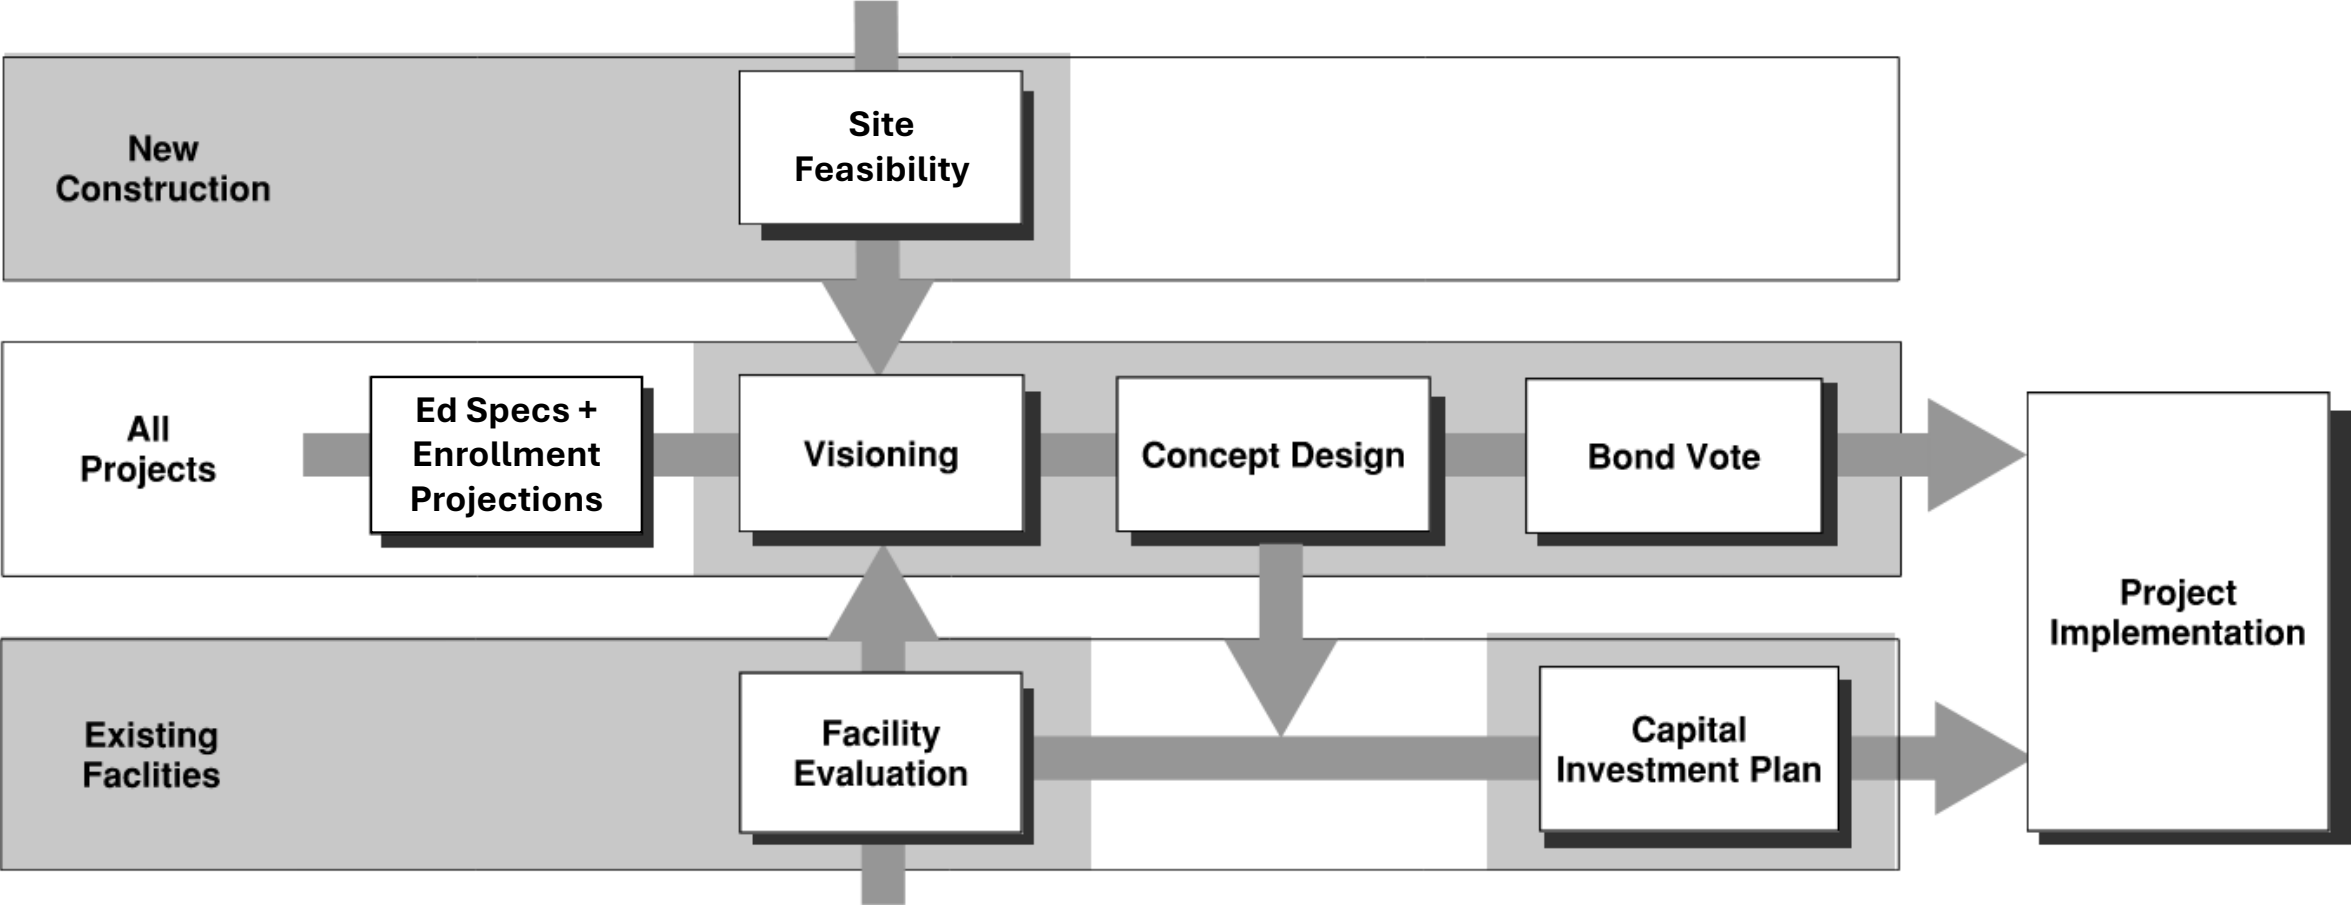 New
Construction
Site
Feasibility
All
Projects
Ed Specs +
Enrollment
Projections
Visioning
Concept Design
Bond Vote
Project
Implementation
Existing
Faclities
Facility
Evaluation
Capital
Investment Plan